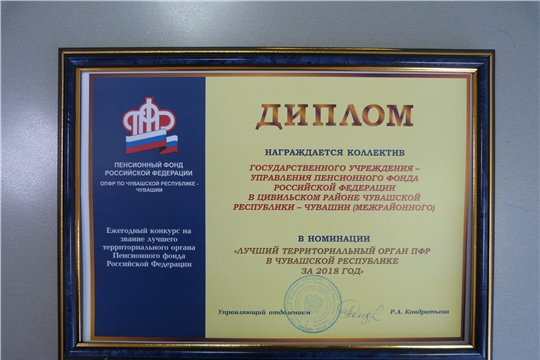 ПФР
ПЕНСИОННЫЙ ФОНД
РОССИЙСКОЙ ФЕДЕРАЦИИ
ОПФР ПО ЧУВАШСКОЙ РЕСПУБЛИКЕ -
ЧУВАШИИ
Ежегодный конкурс на
звание лучшего
территориального органа
Пенсионного фонда
Российской Федерации
ДИПЛОМ
НАГРАЖДАЕТСЯ КОЛЛЕКТИВ
ГОСУДАРСТВЕННОГО УЧРЕЖДЕНИЯ –
УПРАВЛЕНИЯ ПЕНСИОННОГО ФОНДА
РОССИЙСКОЙ ФЕДЕРАЦИИ
В ЦИВИЛЬСКОМ РАЙОНЕ ЧУВАШСКОЙ
РЕСПУБЛИКИ – ЧУВАШИИ (МЕЖРАЙОННОГО)
В НОМИНАЦИИ
«ЛУЧШИЙ ТЕРРИТОРИАЛЬНЫЙ ОРГАН ПФР
В ЧУВАШСКОЙ РЕСПУБЛИКЕ
ЗА 2018 ГОД»
Управляющий отделением
Р.А. Кондратьева